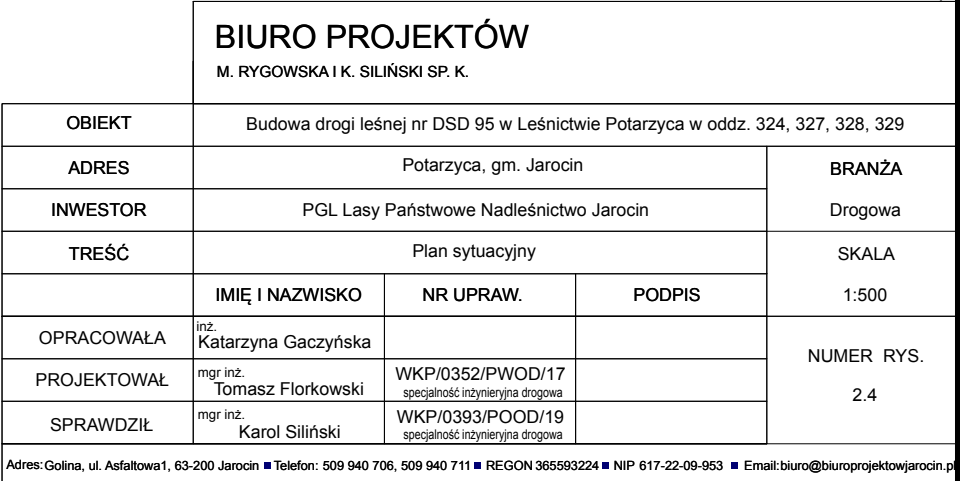 BIURO PROJEKTÓW
M. RYGOWSKA I K. SILIŃSKI SP. K.
OBIEKT Budowa drogi leśnej nr DSD 95 w Leśnictwie Potarzyca w oddz. 324, 327, 328, 329
ADRES Potarzyca, gm. Jarocin BRANŻA
INWESTOR PGL Lasy Państwowe Nadleśnictwo Jarocin Drogowa
TREŚĆ Plan sytuacyjny SKALA
IMIĘ I NAZWISKO NR UPRAW. PODPIS 1:500
OPRACOWAŁA inż.
Katarzyna Gaczyńska
NUMER RYS.
PROJEKTOWAŁ mgr inż. WKP/0352/PWOD/17
Tomasz Florkowski specjalność inżynieryjna drogowa
2.4
SPRAWDZIŁ mgr inż. WKP/0393/POOD/19
Karol Siliński specjalność inżynieryjna drogowa
Adres: Golina, ul. Asfaltowa1, 63-200 Jarocin ■ Telefon: 509 940 706, 509 940 711 ■ REGON 365593224 ■ NIP 617-22-09-953 ■ Email:biuro@biuroprojektowjarocin.pl